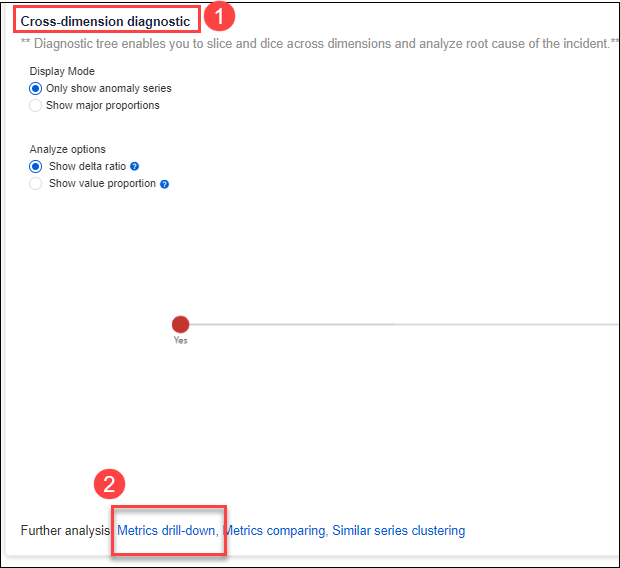 Cross-dimension diagnostic 1
** Diagnostic tree enables you to slice and dice across dimensions and analyze root cause of the incident.**
Display Mode
Only show anomaly series
Show major proportions
Analyze options
Show delta ratio ?
Show value proportion ?
Yes
2
Further analysis: Metrics drill-down, Metrics comparing, Similar series clustering